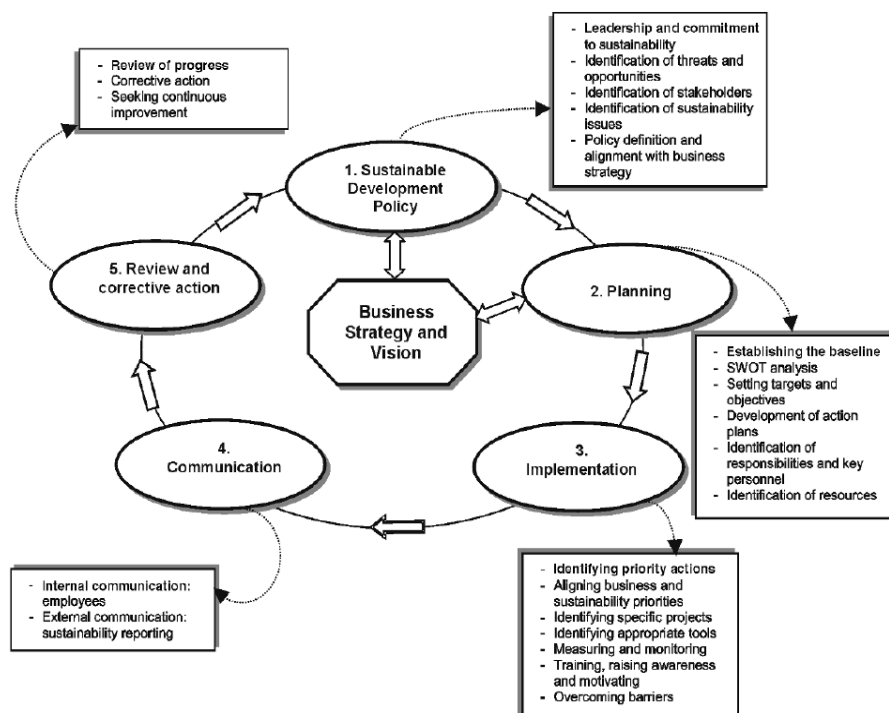 - Review of progress
- Corrective action
- Seeking continuous
improvement
- Leadership and commitment
to sustainability
- Identification of threats and
opportunities
- Identification of stakeholders
- Identification of sustainability
issues
- Policy definition and
alignment with business
strategy
1. Sustainable
Development
Policy
5. Review and
corrective action
2. Planning
Business
Strategy and
Vision
- Establishing the baseline
- SWOT analysis
- Setting targets and
objectives
- Development of action
plans
- Identification of
responsibilities and key
personnel
- Identification of resources
4.
Communication
3.
Implementation
- Internal communication:
employees
- External communication:
sustainability reporting
- Identifying priority actions
- Aligning business and
sustainability priorities
- Identifying specific projects
- Identifying appropriate tools
- Measuring and monitoring
- Training, raising awareness
and motivating
- Overcoming barriers